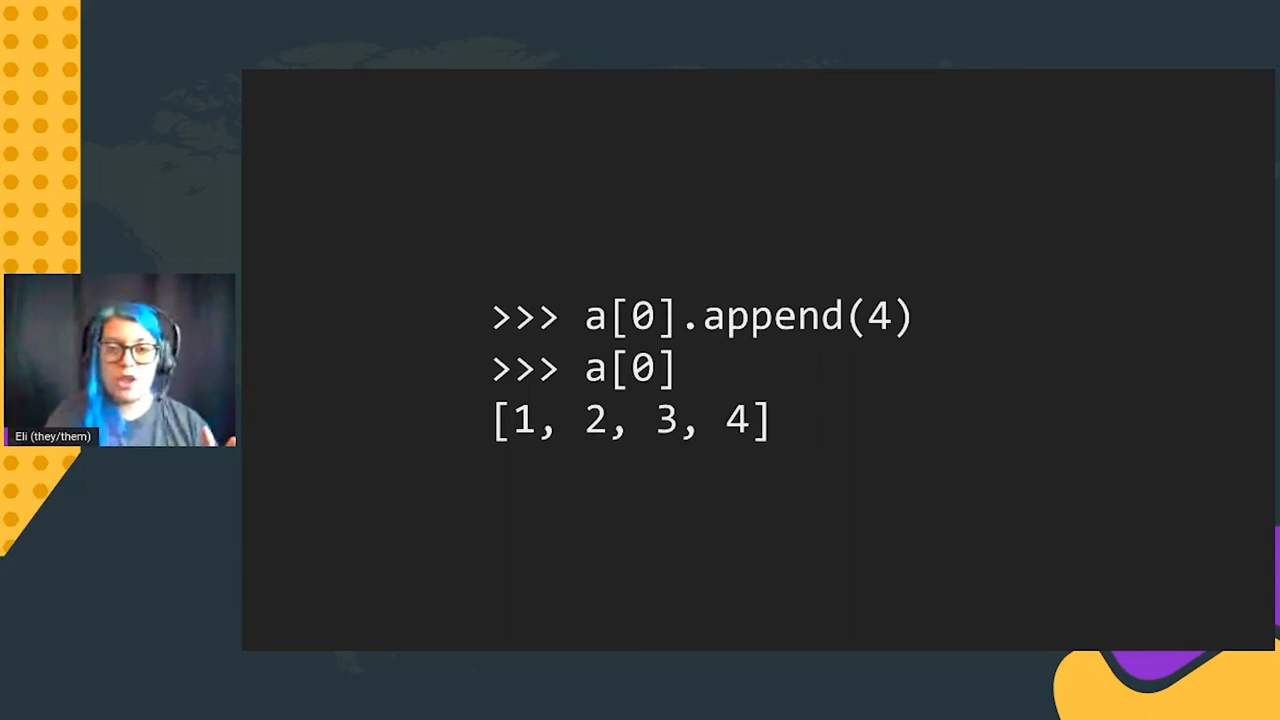 >>> a[0].append(4)
>>> a[0]
[1, 2, 3, 4]
Eli (they/them)